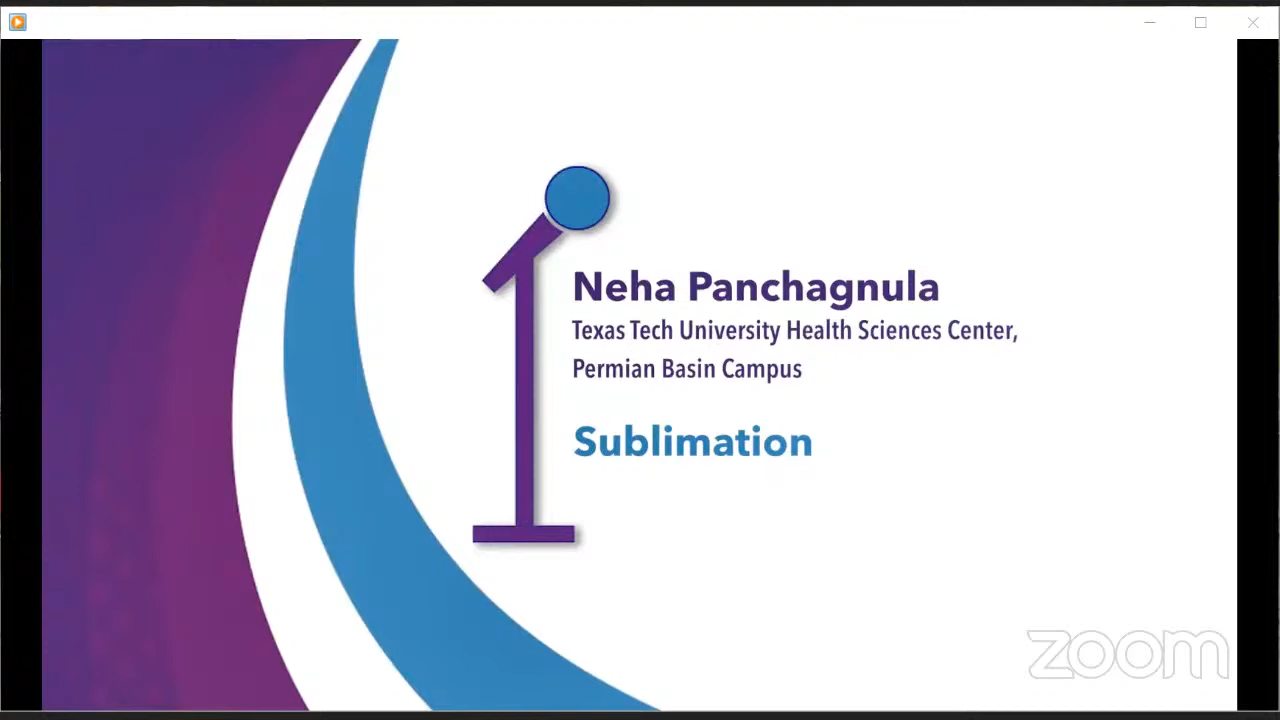 Neha Panchagnula
Texas Tech University Health Sciences Center,
Permian Basin Campus
Sublimation
zoom